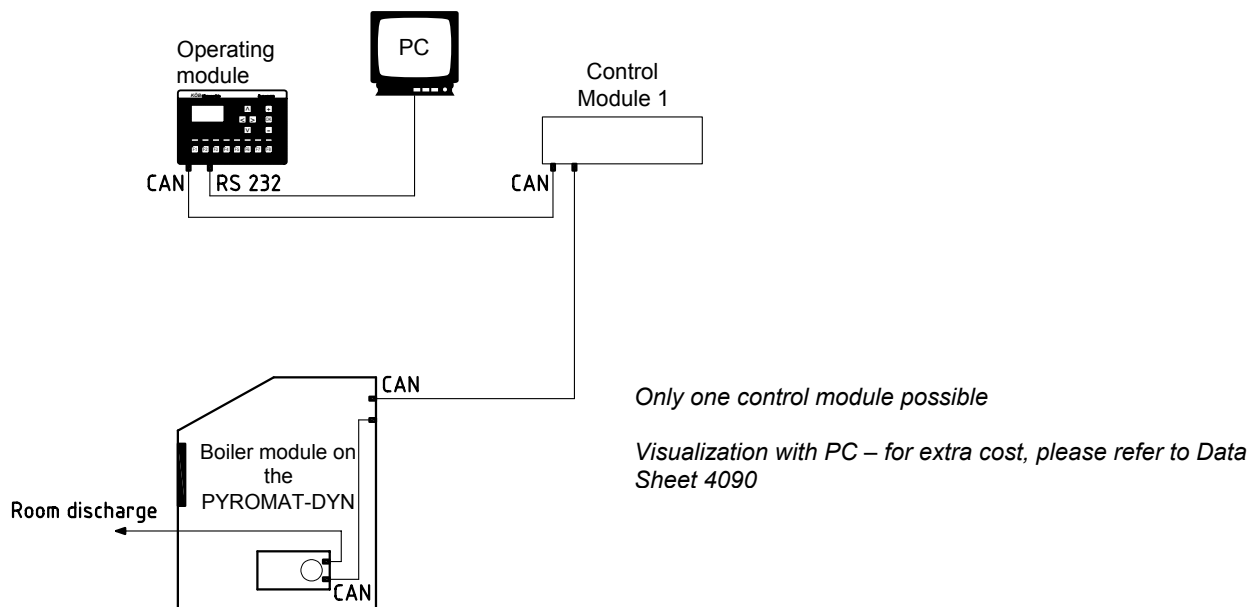 Operating
module
PC
Control
Module 1
KÖB
CAN
RS 232
CAN
CAN
Only one control module possible
Visualization with PC – for extra cost, please refer to Data
Sheet 4090
Boiler module on
the
PYROMAT-DYN
Room discharge
CAN